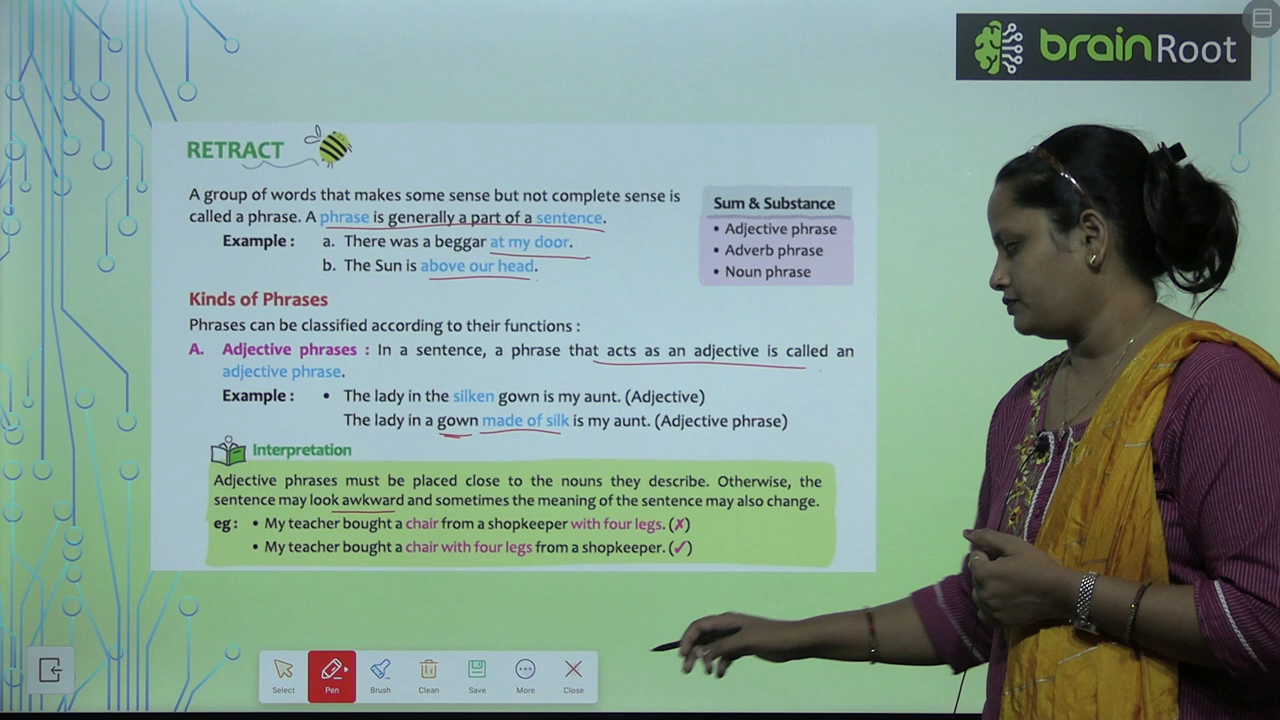 brainRoot
RETRACT
A group of words that makes some sense but not complete sense is
called a phrase. A phrase is generally a part of a sentence.
Example : a. There was a beggar at my door.
b. The Sun is above our head.
Sum & Substance
• Adjective phrase
• Adverb phrase
• Noun phrase
Kinds of Phrases
Phrases can be classified according to their functions :
A. Adjective phrases : In a sentence, a phrase that acts as an adjective is called an
adjective phrase.
Example : • The lady in the silken gown is my aunt. (Adjective)
The lady in a gown made of silk is my aunt. (Adjective phrase)
Interpretation
Adjective phrases must be placed close to the nouns they describe. Otherwise, the
sentence may look awkward and sometimes the meaning of the sentence may also change.
eg : • My teacher bought a chair from a shopkeeper with four legs. (✗)
• My teacher bought a chair with four legs from a shopkeeper. (✓)
Select Pen Brush Clean Save More Close